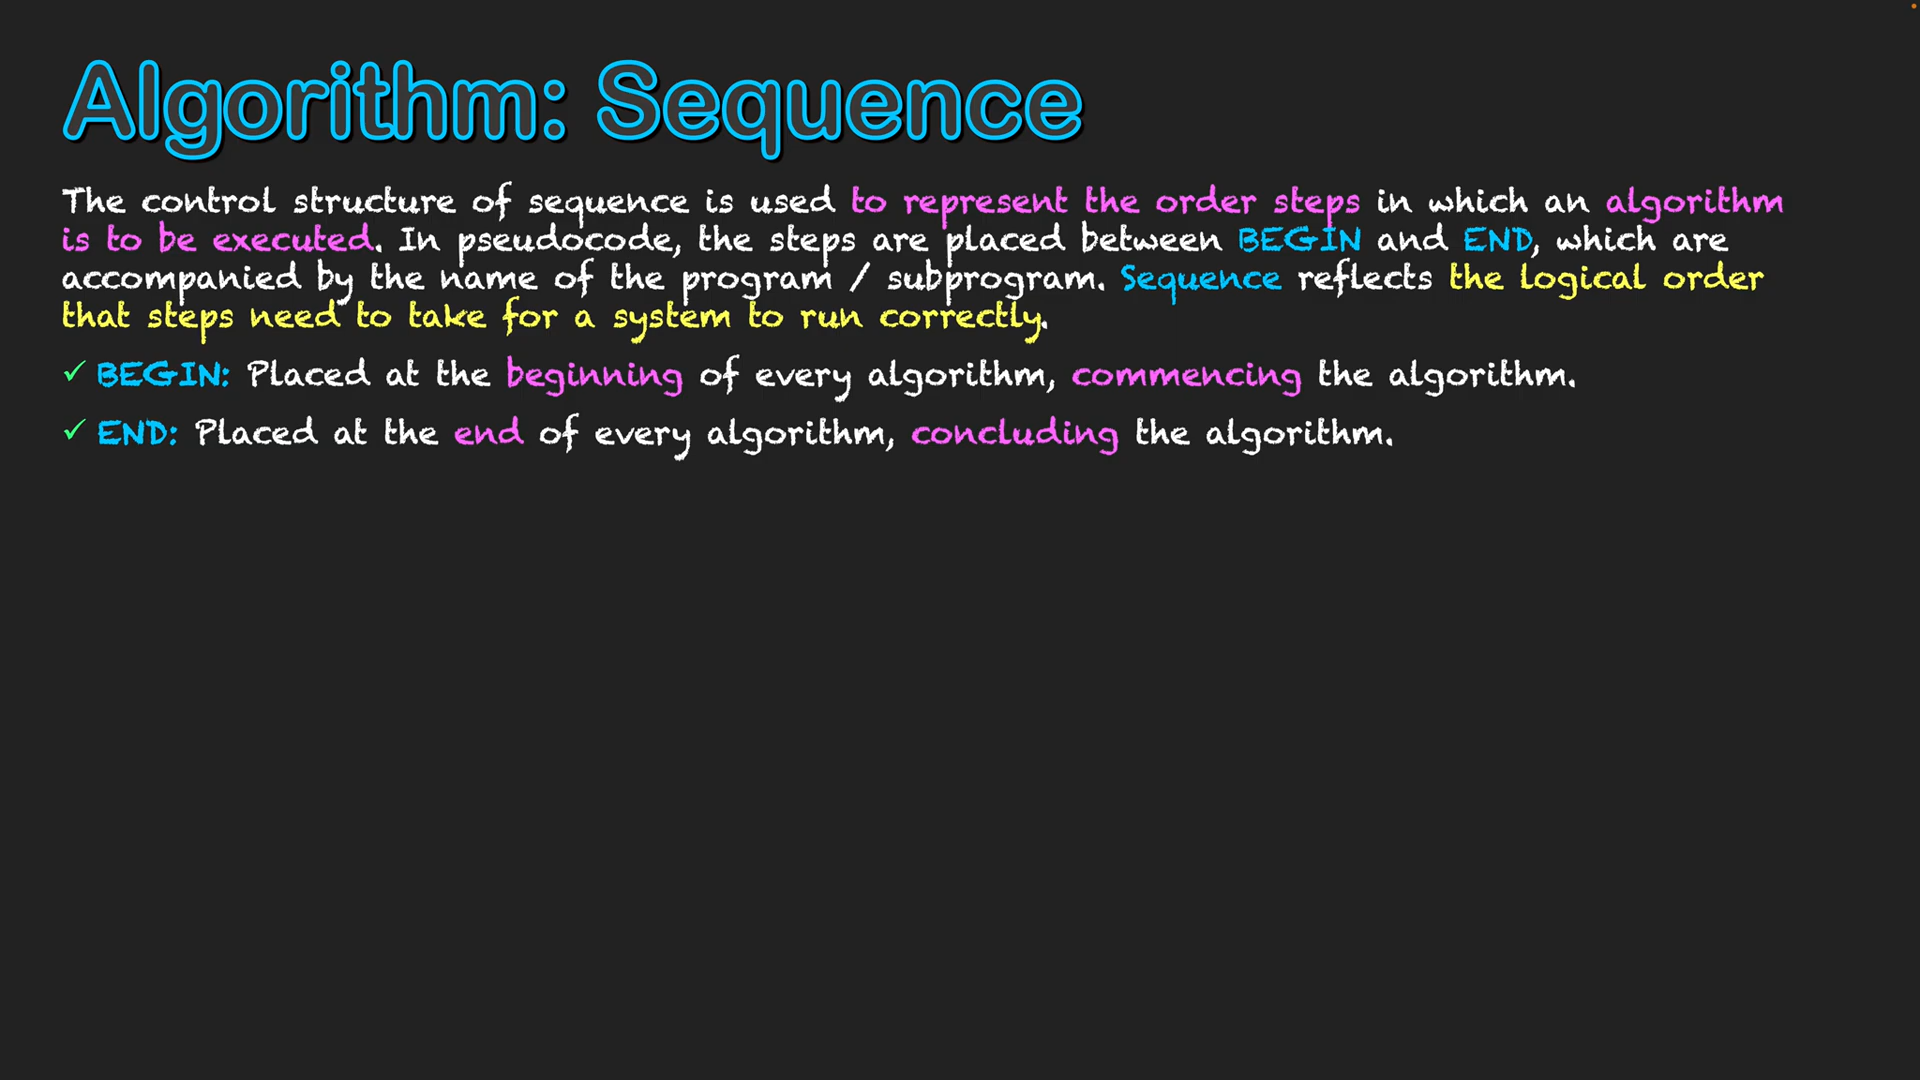 Algorithm: Sequence
The control structure of sequence is used to represent the order steps in which an algorithm
is to be executed. In pseudocode, the steps are placed between BEGIN and END, which are
accompanied by the name of the program / subprogram. Sequence reflects the logical order
that steps need to take for a system to run correctly.
✓ BEGIN: Placed at the beginning of every algorithm, commencing the algorithm.
✓ END: Placed at the end of every algorithm, concluding the algorithm.